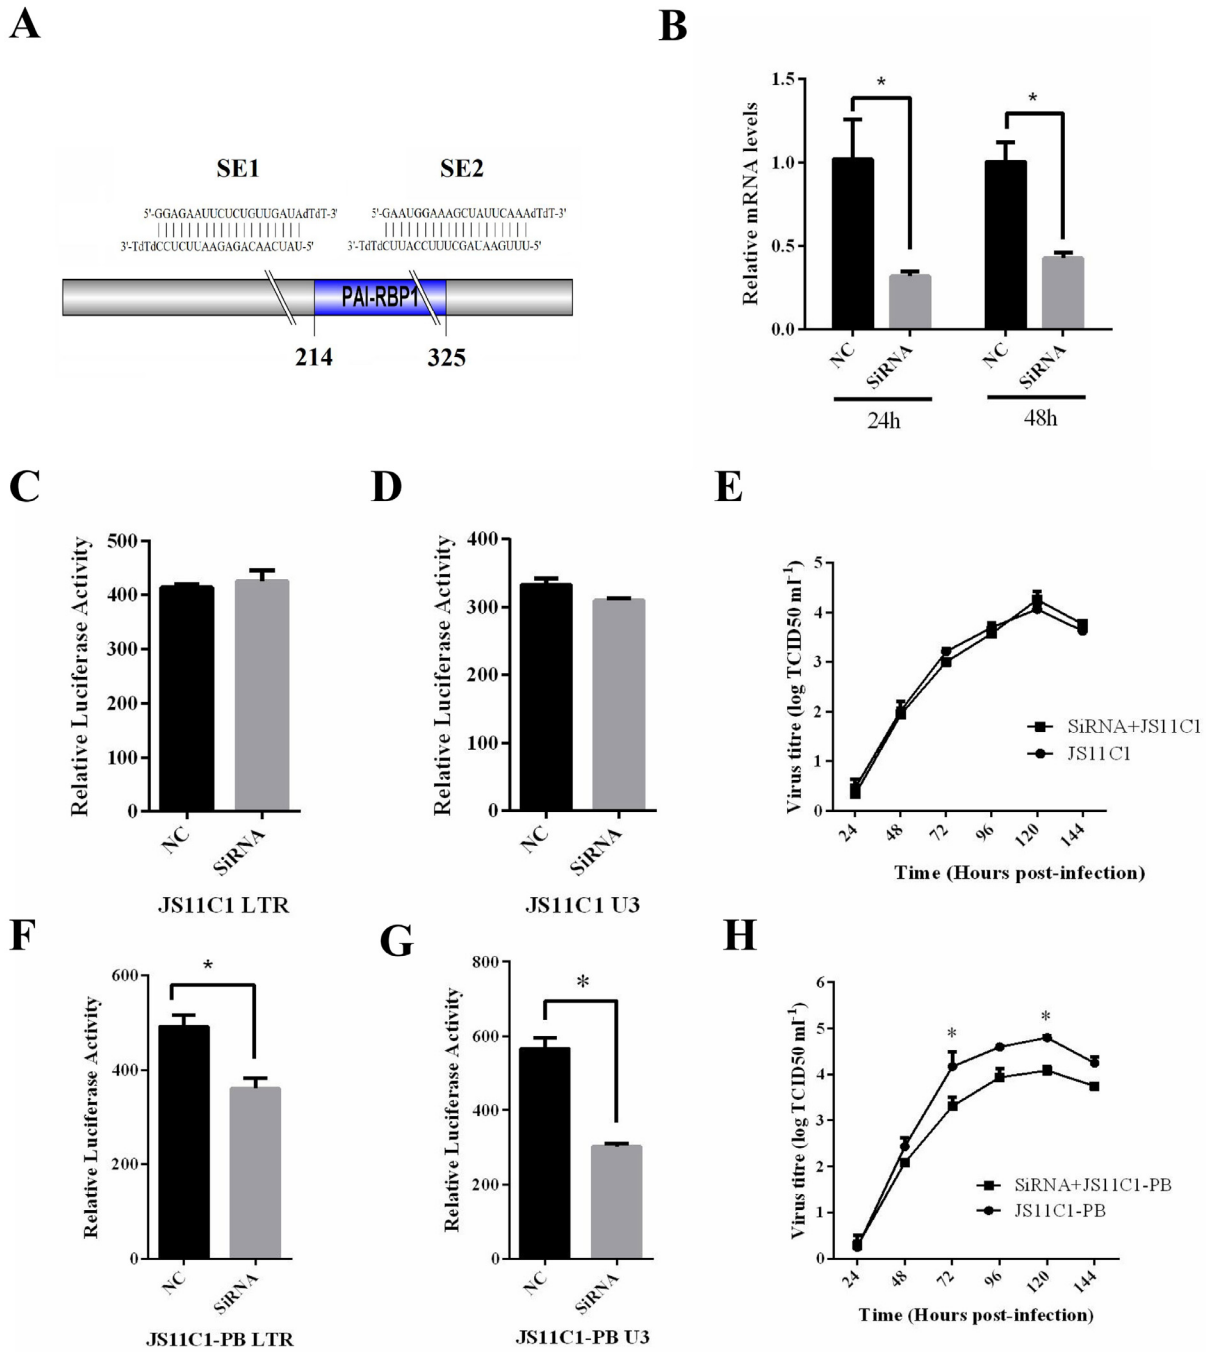 A
SE1 SE2
5'-GGAGAAUUCUCUGUUGAUAdTdT-3' 5'-GAAUGGAAAGCUAUUCAAAdTdT-3'
3'-TdTdCCUCUUAAGAGACAACUAU-5' 3'-TdTdCUUACCUUUCGAUAAGUUU-5'
PAI-RBP1
214 325
B
Relative mRNA levels
1.5
1.0
0.5
0.0
* *
NC SiRNA NC SiRNA
24h 48h
C
Relative Luciferase Activity
500
400
300
200
100
0
NC SiRNA
JS11C1 LTR
D
Relative Luciferase Activity
400
300
200
100
0
NC SiRNA
JS11C1 U3
E
Virus titre (log TCID50 ml-1)
5
4
3
2
1
0
SiRNA+JS11C1
JS11C1
24 48 72 96 120 144
Time (Hours post-infection)
F
Relative Luciferase Activity
600
400
200
0
*
NC SiRNA
JS11C1-PB LTR
G
Relative Luciferase Activity
800
600
400
200
0
*
NC SiRNA
JS11C1-PB U3
H
Virus titre (log TCID50 ml-1)
6
5
4
3
2
1
0
* *
SiRNA+JS11C1-PB
JS11C1-PB
24 48 72 96 120 144
Time (Hours post-infection)